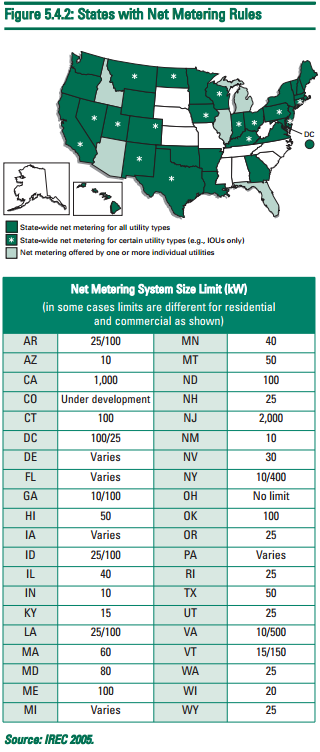 Figure 5.4.2: States with Net Metering Rules
DC
State-wide net metering for all utility types
* State-wide net metering for certain utility types (e.g., IOUs only)
Net metering offered by one or more individual utilities
Net Metering System Size Limit (kW)
(in some cases limits are different for residential
and commercial as shown)
AR 25/100 MN 40
AZ 10 MT 50
CA 1,000 ND 100
CO Under development NH 25
CT 100 NJ 2,000
DC 100/25 NM 10
DE Varies NV 30
FL Varies NY 10/400
GA 10/100 OH No limit
HI 50 OK 100
IA Varies OR 25
ID 25/100 PA Varies
IL 40 RI 25
IN 10 TX 50
KY 15 UT 25
LA 25/100 VA 10/500
MA 60 VT 15/150
MD 80 WA 25
ME 100 WI 20
MI Varies WY 25
Source: IREC 2005.